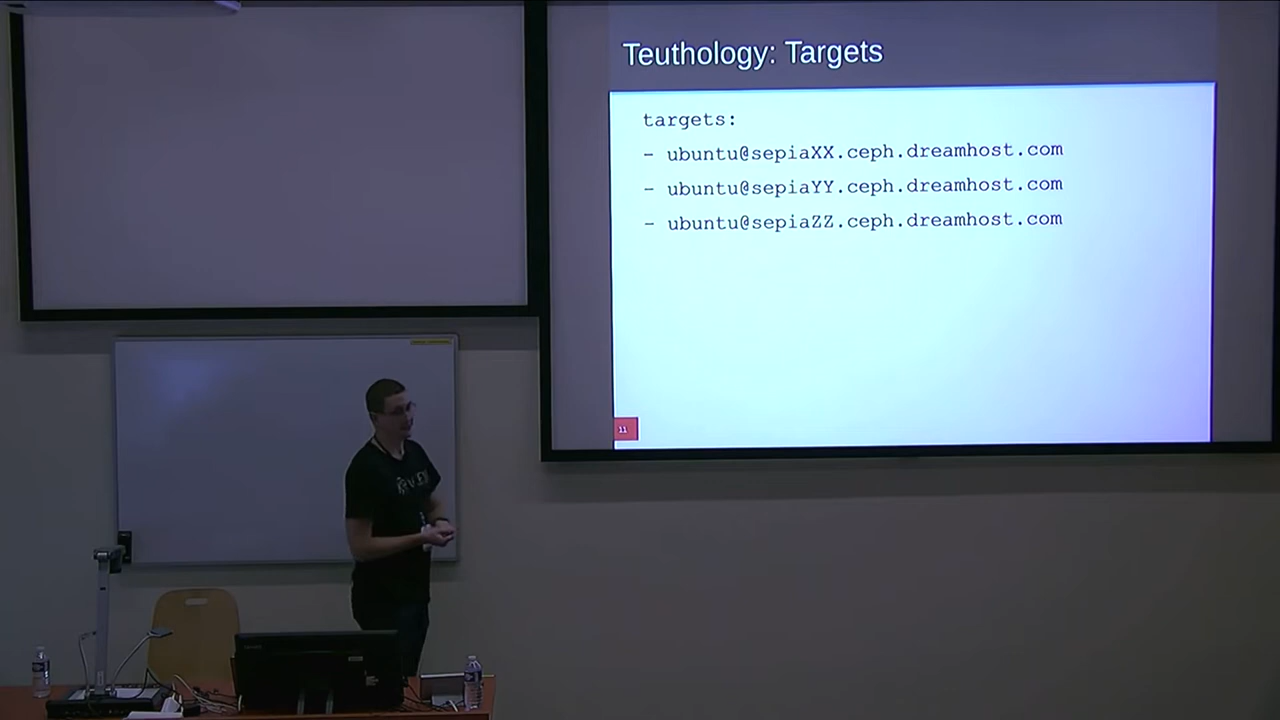 Teuthology: Targets
targets:
- ubuntu@sepiaXX.ceph.dreamhost.com
- ubuntu@sepiaYY.ceph.dreamhost.com
- ubuntu@sepiaZZ.ceph.dreamhost.com
11